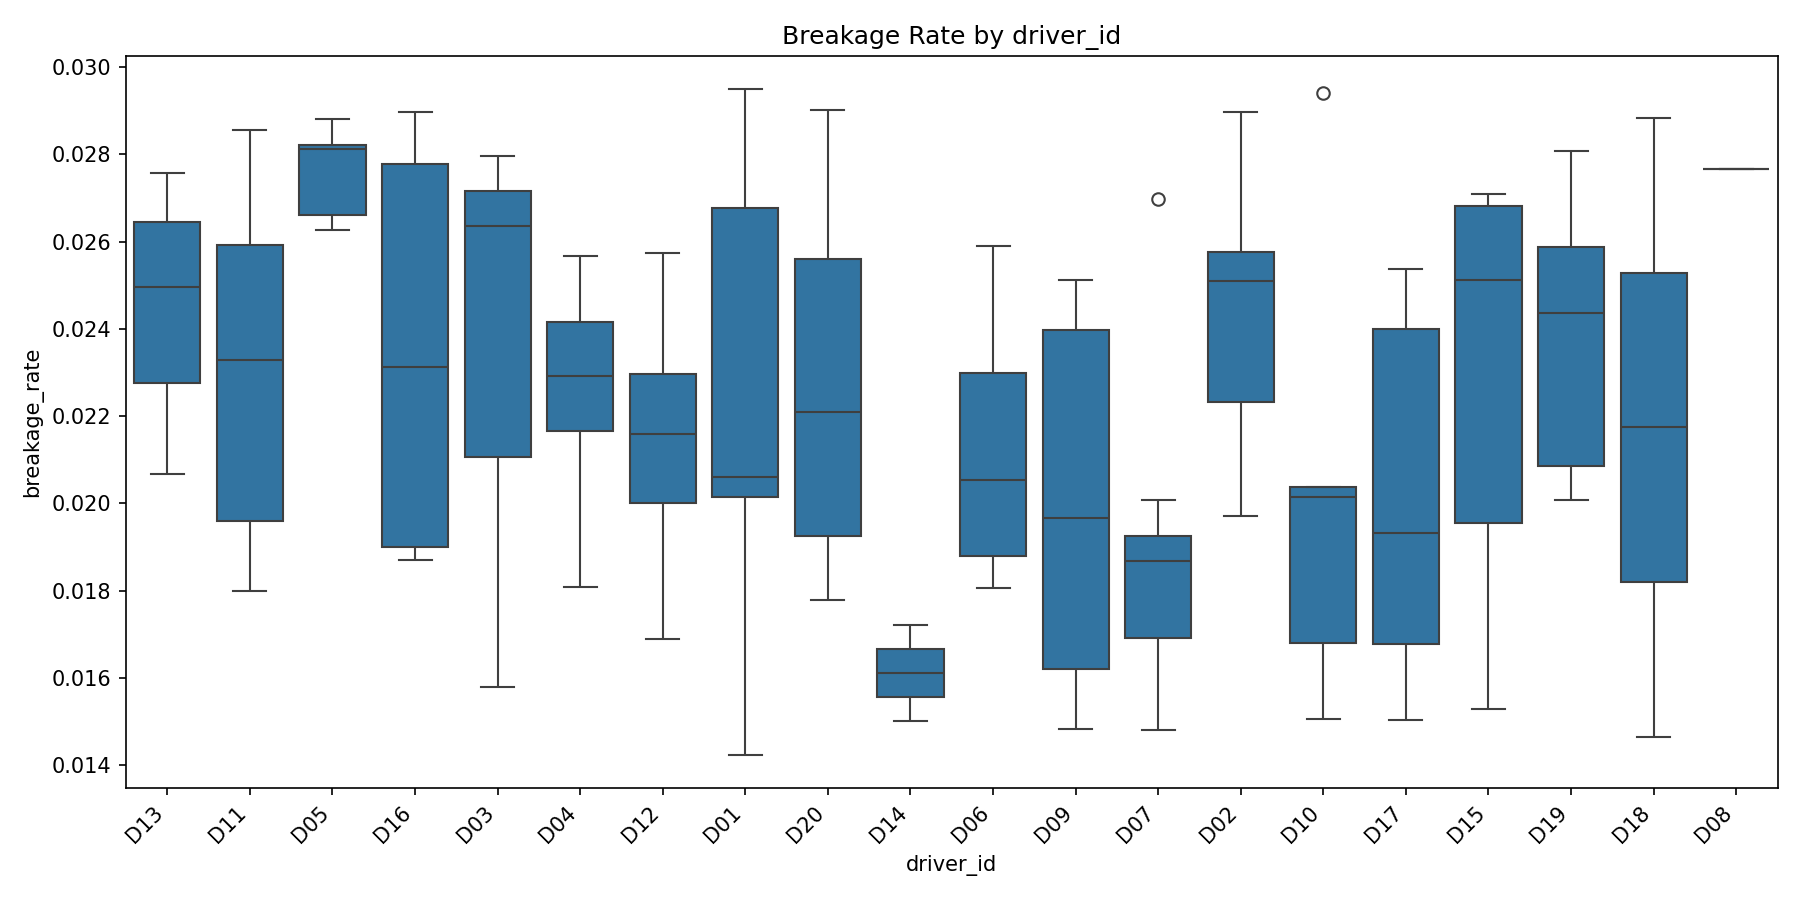 Breakage Rate by driver_id
0.030
0.028
0.026
0.024
0.022
0.020
0.018
0.016
0.014
breakage_rate
D13 D11 D05 D16 D03 D04 D12 D01 D20 D14 D06 D09 D07 D02 D10 D17 D15 D19 D18 D08
driver_id